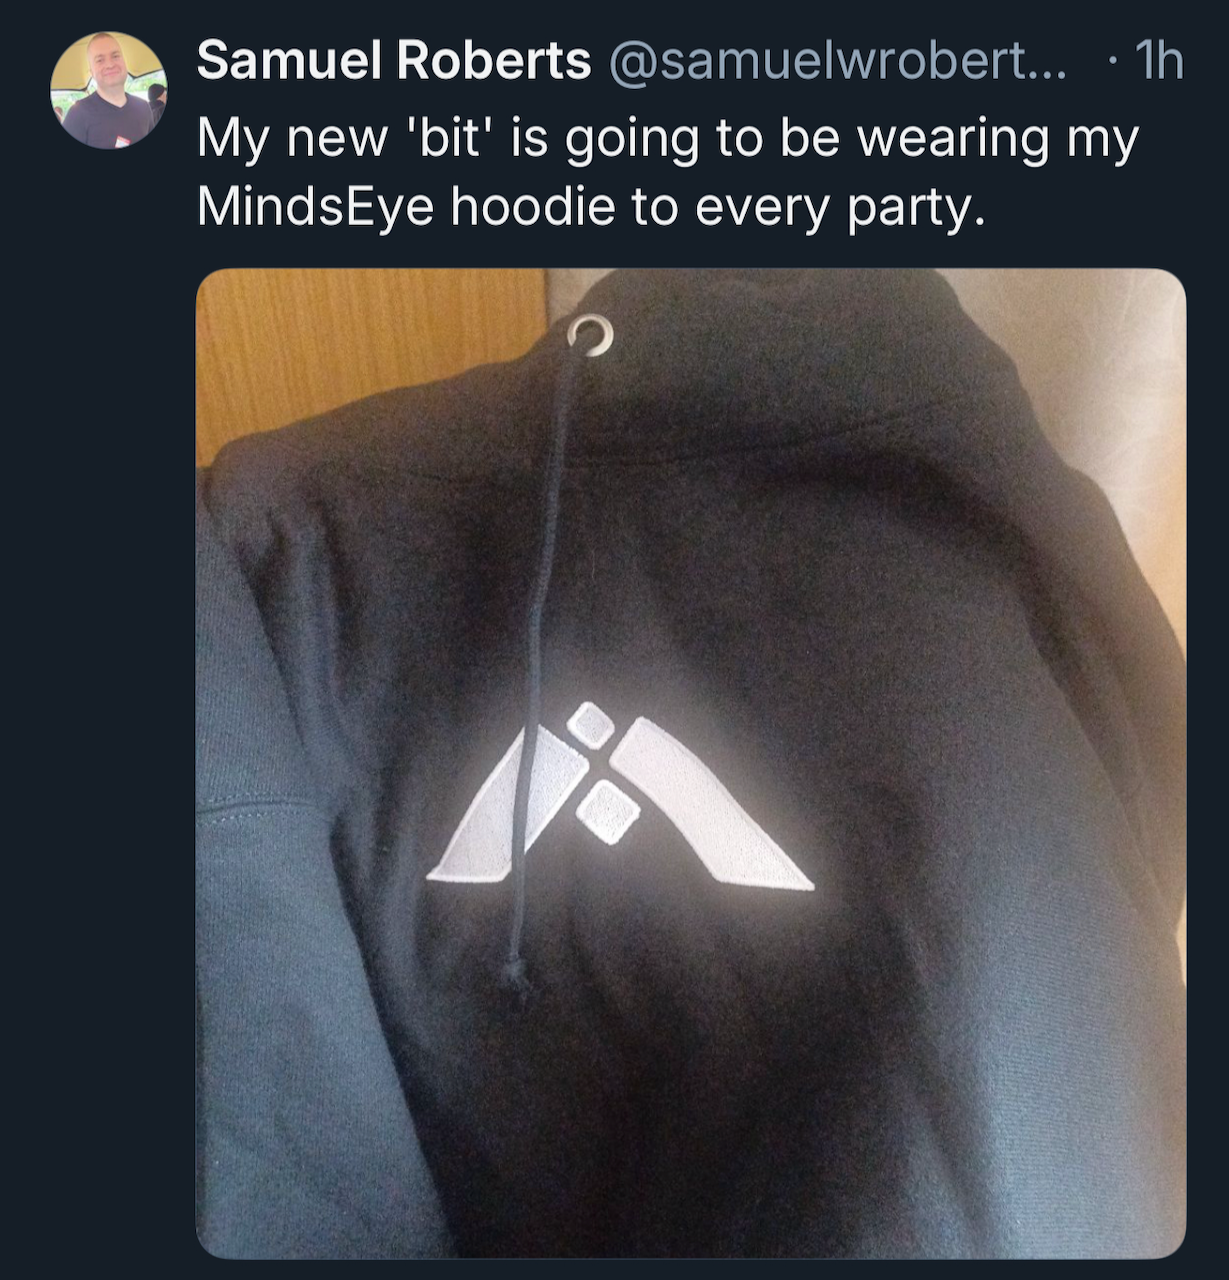 Samuel Roberts @samuelwrobert... · 1h
My new 'bit' is going to be wearing my
MindsEye hoodie to every party.